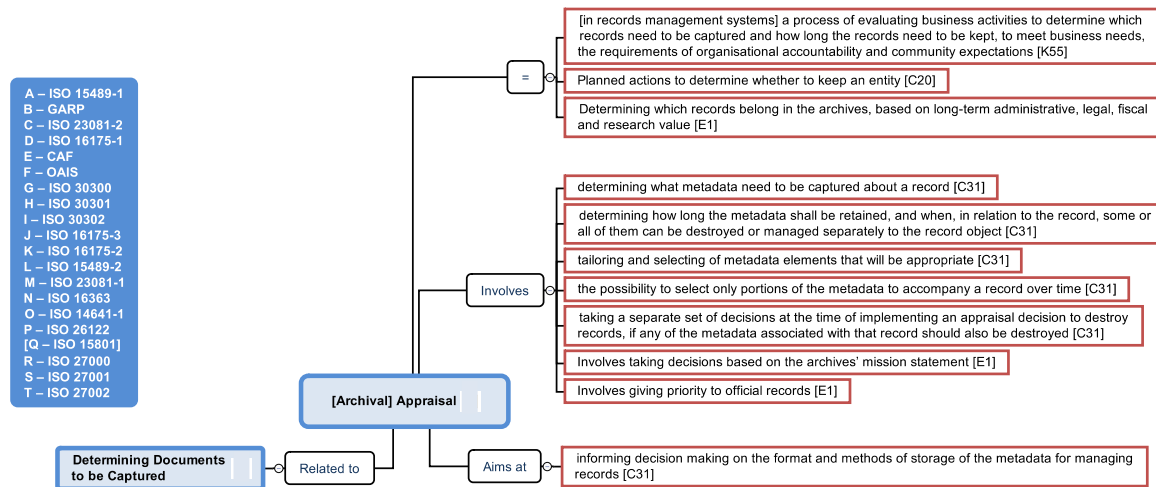 A – ISO 15489-1
B – GARP
C – ISO 23081-2
D – ISO 16175-1
E – CAF
F – OAIS
G – ISO 30300
H – ISO 30301
I – ISO 30302
J – ISO 16175-3
K – ISO 16175-2
L – ISO 15489-2
M – ISO 23081-1
N – ISO 16363
O – ISO 14641-1
P – ISO 26122
[Q – ISO 15801]
R – ISO 27000
S – ISO 27001
T – ISO 27002
[Archival] Appraisal
=
[in records management systems] a process of evaluating business activities to determine which
records need to be captured and how long the records need to be kept, to meet business needs,
the requirements of organisational accountability and community expectations [K55]
Planned actions to determine whether to keep an entity [C20]
Determining which records belong in the archives, based on long-term administrative, legal, fiscal
and research value [E1]
Involves
determining what metadata need to be captured about a record [C31]
determining how long the metadata shall be retained, and when, in relation to the record, some or
all of them can be destroyed or managed separately to the record object [C31]
tailoring and selecting of metadata elements that will be appropriate [C31]
the possibility to select only portions of the metadata to accompany a record over time [C31]
taking a separate set of decisions at the time of implementing an appraisal decision to destroy
records, if any of the metadata associated with that record should also be destroyed [C31]
Involves taking decisions based on the archives' mission statement [E1]
Involves giving priority to official records [E1]
Aims at
informing decision making on the format and methods of storage of the metadata for managing
records [C31]
Related to
Determining Documents
to be Captured